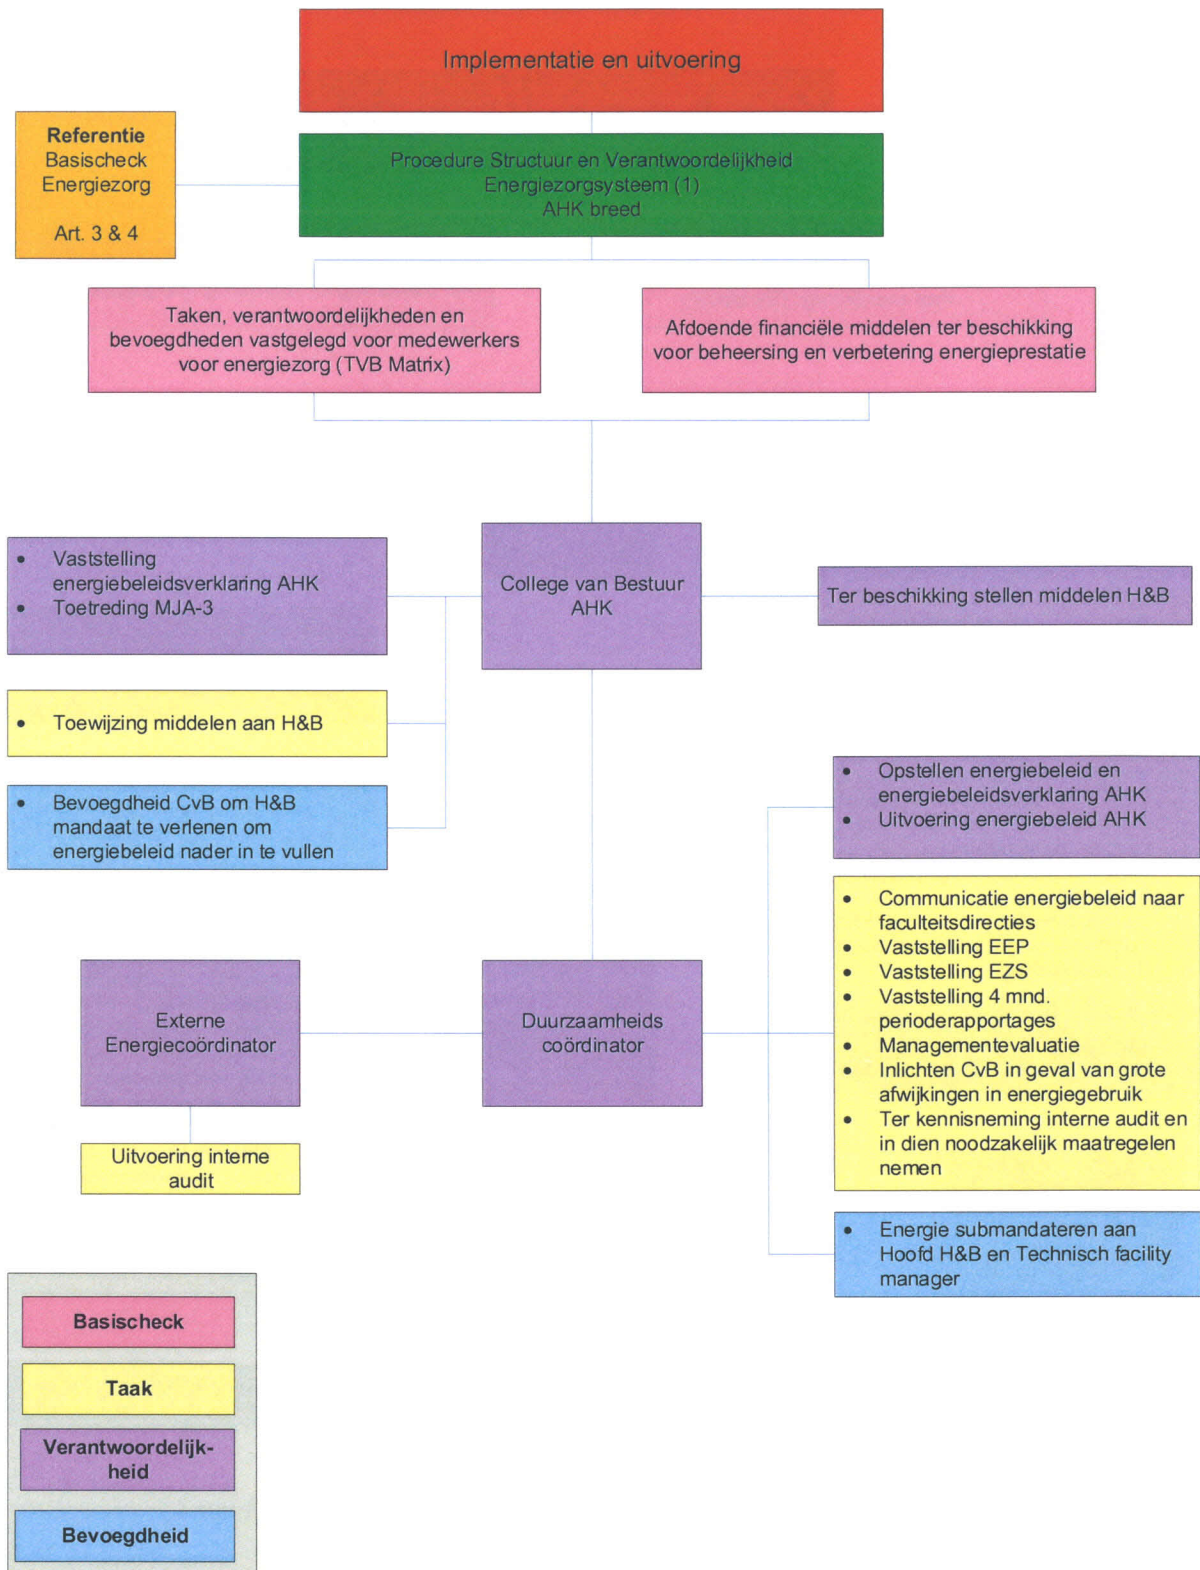 Implementatie en uitvoering
Referentie
Basischeck
Energiezorg
Art. 3 & 4
Procedure Structuur en Verantwoordelijkheid
Energiezorgsysteem (1)
AHK breed
Taken, verantwoordelijkheden en
bevoegdheden vastgelegd voor medewerkers
voor energiezorg (TVB Matrix)
Afdoende financiële middelen ter beschikking
voor beheersing en verbetering energieprestatie
• Vaststelling
energiebeleidsverklaring AHK
• Toetreding MJA-3
College van Bestuur
AHK
Ter beschikking stellen middelen H&B
• Toewijzing middelen aan H&B
• Bevoegdheid CvB om H&B
mandaat te verlenen om
energiebeleid nader in te vullen
• Opstellen energiebeleid en
energiebeleidsverklaring AHK
• Uitvoering energiebeleid AHK
• Communicatie energiebeleid naar
faculteitsdirecties
• Vaststelling EEP
• Vaststelling EZS
• Vaststelling 4 mnd.
perioderapportages
• Managementevaluatie
• Inlichten CvB in geval van grote
afwijkingen in energiegebruik
• Ter kennisneming interne audit en
in dien noodzakelijk maatregelen
nemen
Externe
Energiecoördinator
Duurzaamheids
coördinator
Uitvoering interne
audit
• Energie submandateren aan
Hoofd H&B en Technisch facility
manager
Basischeck
Taak
Verantwoordelijk-
heid
Bevoegdheid